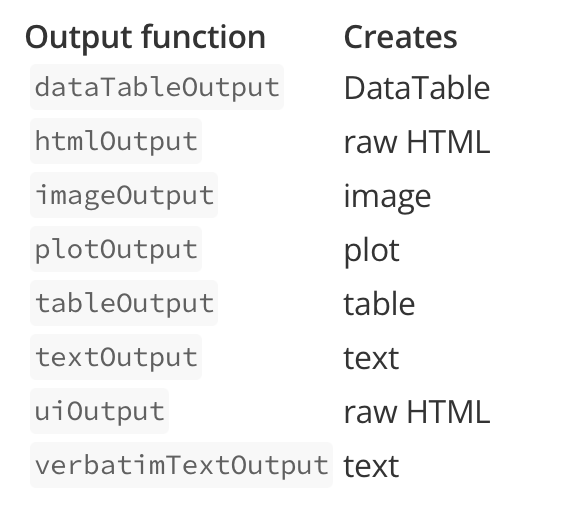 Output function Creates
dataTableOutput DataTable
htmlOutput raw HTML
imageOutput image
plotOutput plot
tableOutput table
textOutput text
uiOutput raw HTML
verbatimTextOutput text